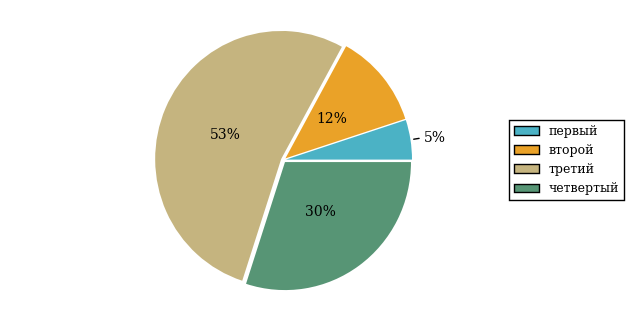 53%
12%
5%
30%
первый
второй
третий
четвертый